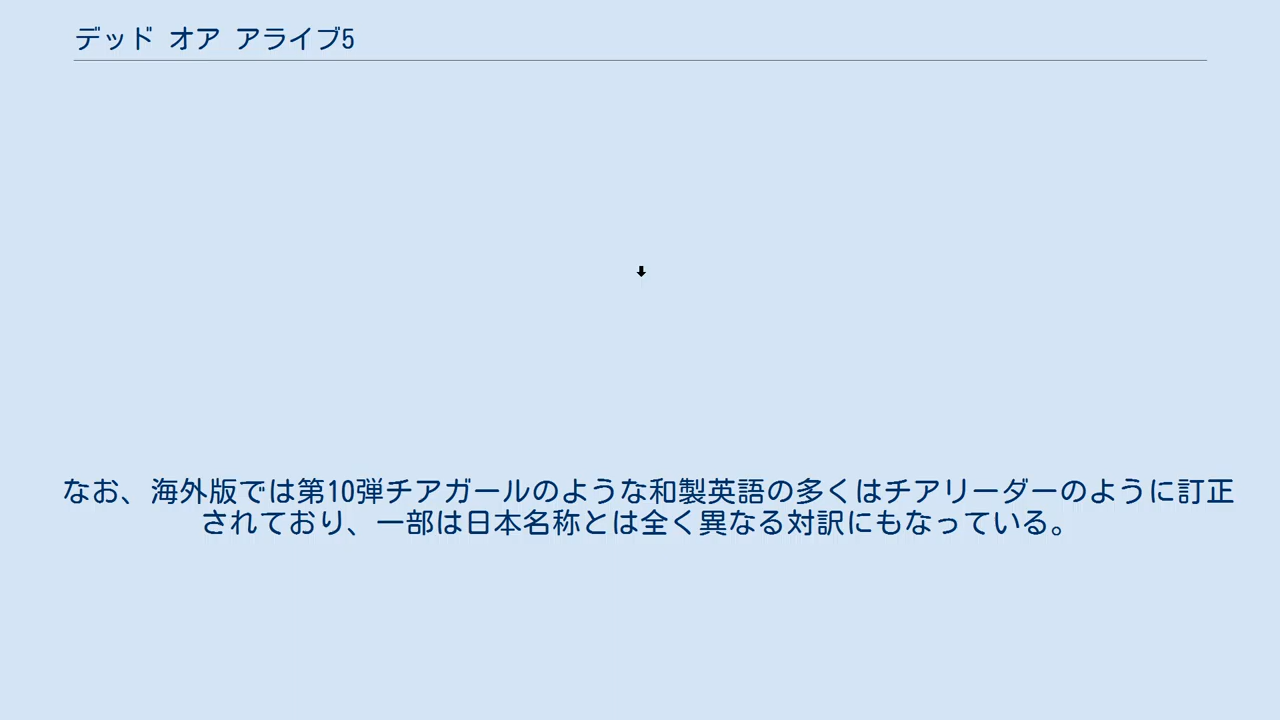 デッド オア アライブ5
なお、海外版では第10弾チアガールのような和製英語の多くはチアリーダーのように訂正
されており、一部は日本名称とは全く異なる対訳にもなっている。